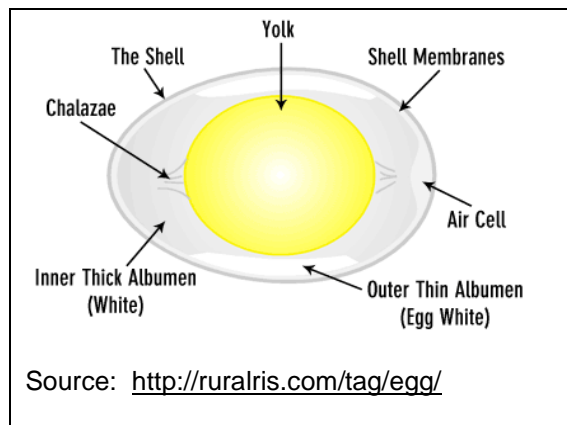 Yolk
The Shell
Shell Membranes
Chalazae
Air Cell
Inner Thick Albumen
(White)
Outer Thin Albumen
(Egg White)
Source: http://ruralris.com/tag/egg/